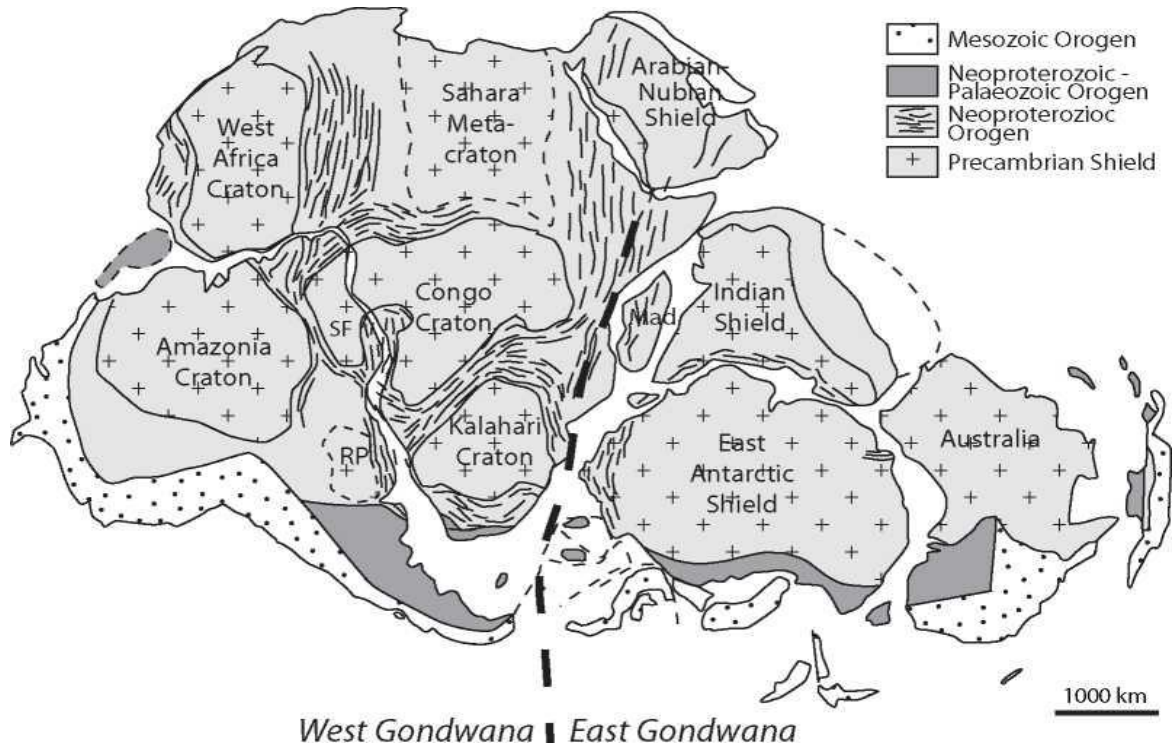 Mesozoic Orogen
Neoproterozoic -
Palaeozoic Orogen
Neoproterozioc
Orogen
Precambrian Shield
Arabian-
Nubian
Shield
Sahara
Meta-
craton
West
Africa
Craton
Congo
Craton
SF
Mad
Indian
Shield
Amazonia
Craton
RP
Kalahari
Craton
East
Antarctic
Shield
Australia
1000 km
West Gondwana
East Gondwana